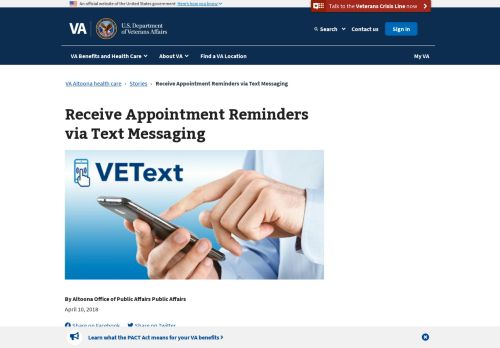 An official website of the United States government Here's how you know
Talk to the Veterans Crisis Line now
VA
U.S. Department
of Veterans Affairs
Search
Contact us
Sign in
VA Benefits and Health Care
About VA
Find a VA Location
My VA
VA Altoona health care › Stories › Receive Appointment Reminders via Text Messaging
Receive Appointment Reminders
via Text Messaging
VEText
By Altoona Office of Public Affairs Public Affairs
April 10, 2018
Share on Facebook
Share on Twitter
Learn what the PACT Act means for your VA benefits